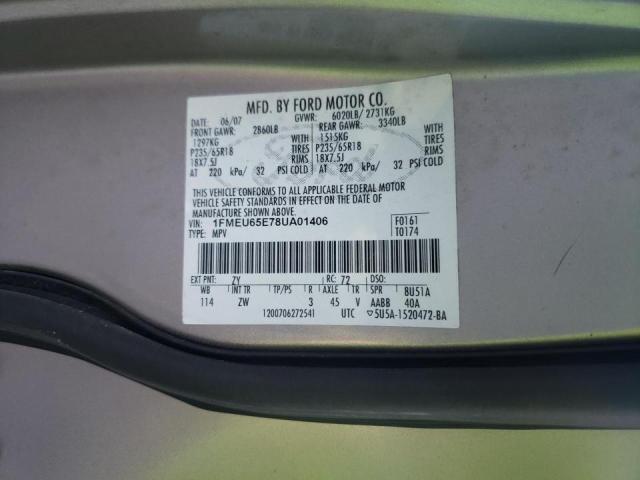 MFD. BY FORD MOTOR CO.
DATE: 06/07 GVWR: 6020LB/ 2731KG
FRONT GAWR: 2860LB REAR GAWR: 3340LB
1297KG 1515KG
P235/65R18 TIRES P235/65R18 TIRES
18X7.5J RIMS 18X7.5J RIMS
AT 220 kPa/ 32 PSI COLD AT 220 kPa/ 32 PSI COLD
THIS VEHICLE CONFORMS TO ALL APPLICABLE FEDERAL MOTOR
VEHICLE SAFETY STANDARDS IN EFFECT ON THE DATE OF
MANUFACTURE SHOWN ABOVE.
VIN: 1FMEU65E78UA01406 F0161
TYPE: MPV T0174
EXT PNT: ZY RC: 72 DSO:
WB INT TR TP/PS R AXLE TR SPR BU51A
114 ZW 3 45 V AABB 40A
1200706272541 UTC ▽5U5A-1520472-BA